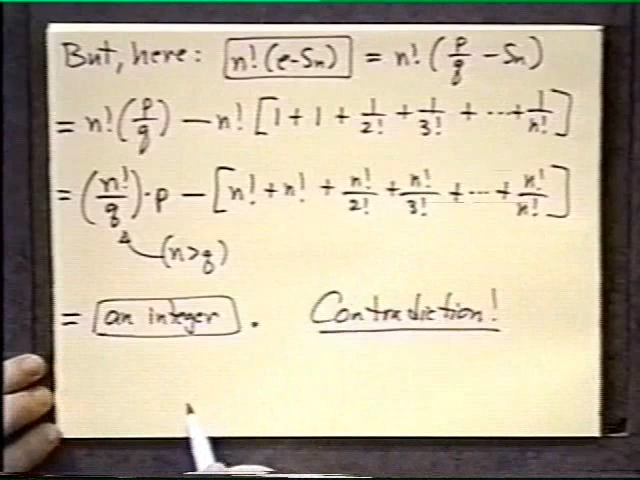 But, here: n!(e-Sn) = n!(p/q - Sn)
= n!(p/q) - n! [1 + 1 + 1/2! + 1/3! + ... + 1/n!]
= (n!/q)·p - [n! + n! + n!/2! + n!/3! + ... + n!/n!]
(n>q)
= an integer. Contradiction!